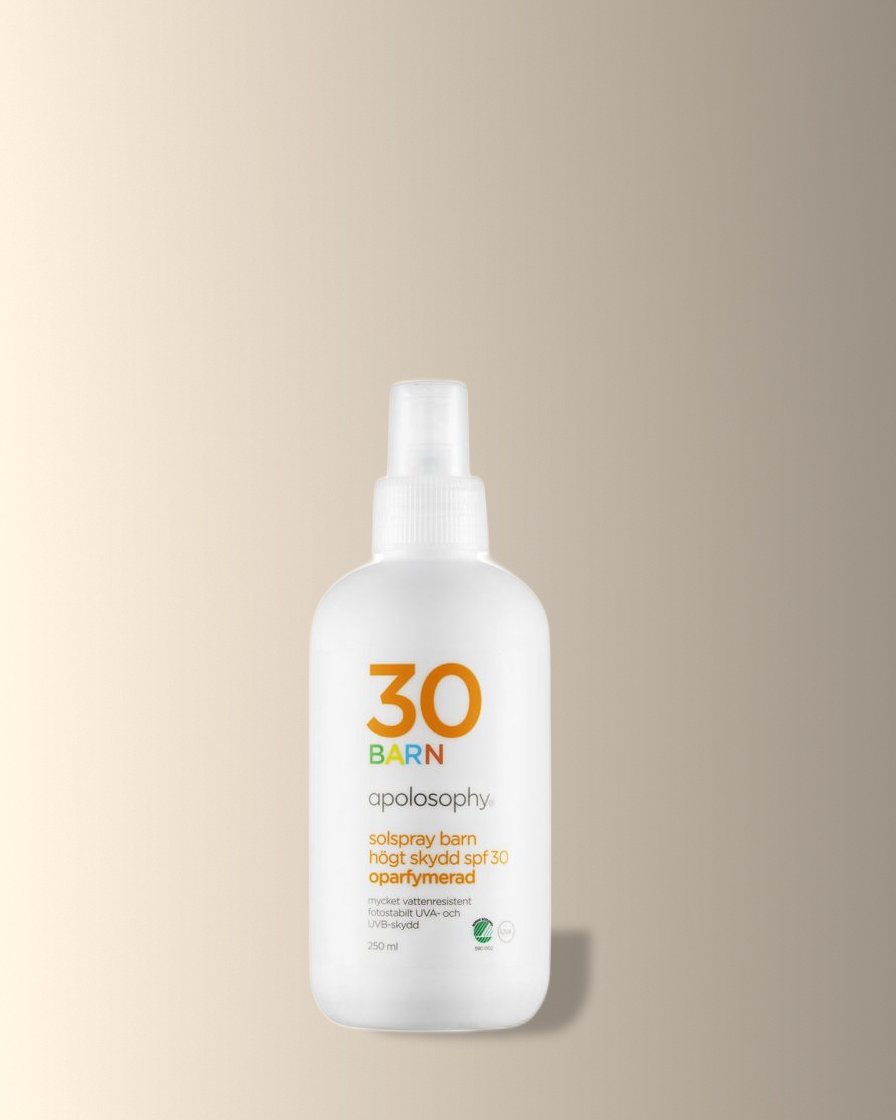 30
BARN
apolosophy®
solspray barn
högt skydd spf 30
oparfymerad
mycket vattenresistent
fotostabilt UVA- och
UVB-skydd
250 ml